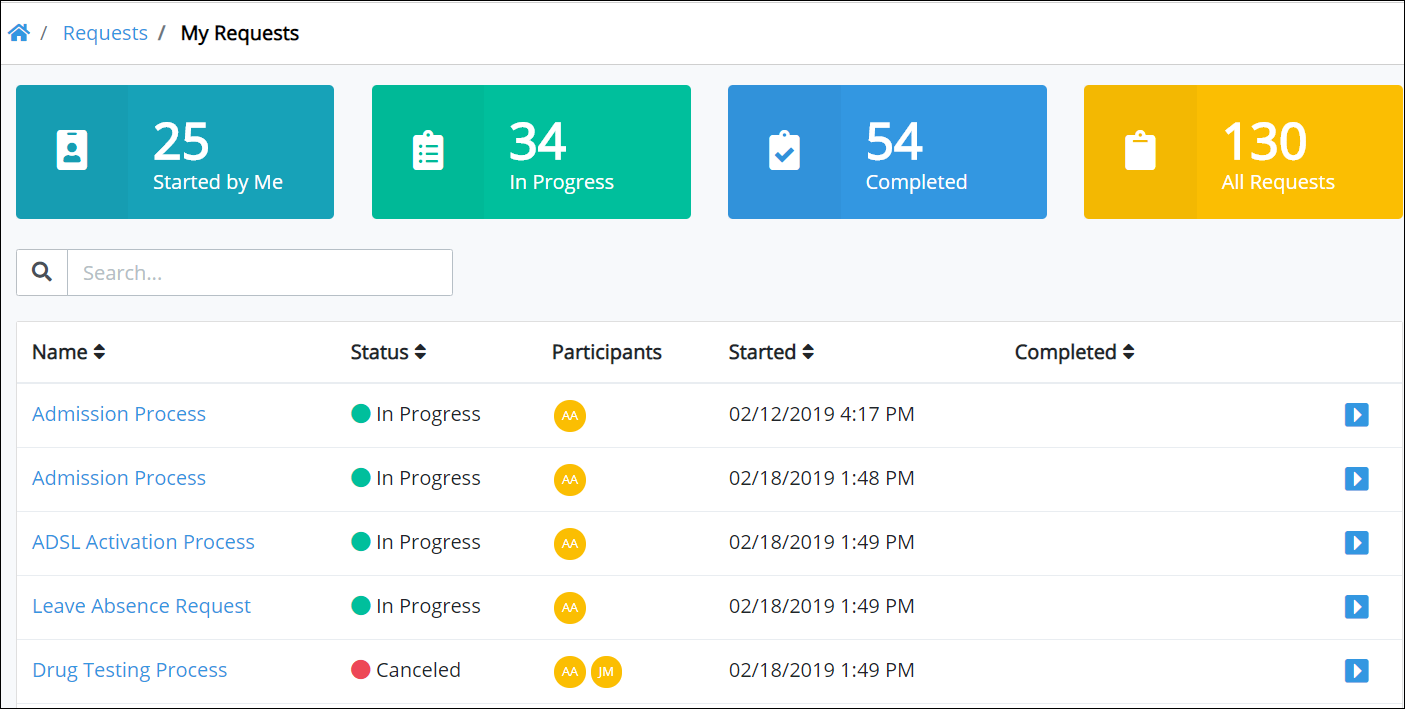 / Requests / My Requests
25 Started by Me
34 In Progress
54 Completed
130 All Requests
Search...
Name Status Participants Started Completed
Admission Process In Progress AA 02/12/2019 4:17 PM
Admission Process In Progress AA 02/18/2019 1:48 PM
ADSL Activation Process In Progress AA 02/18/2019 1:49 PM
Leave Absence Request In Progress AA 02/18/2019 1:49 PM
Drug Testing Process Canceled AA JM 02/18/2019 1:49 PM